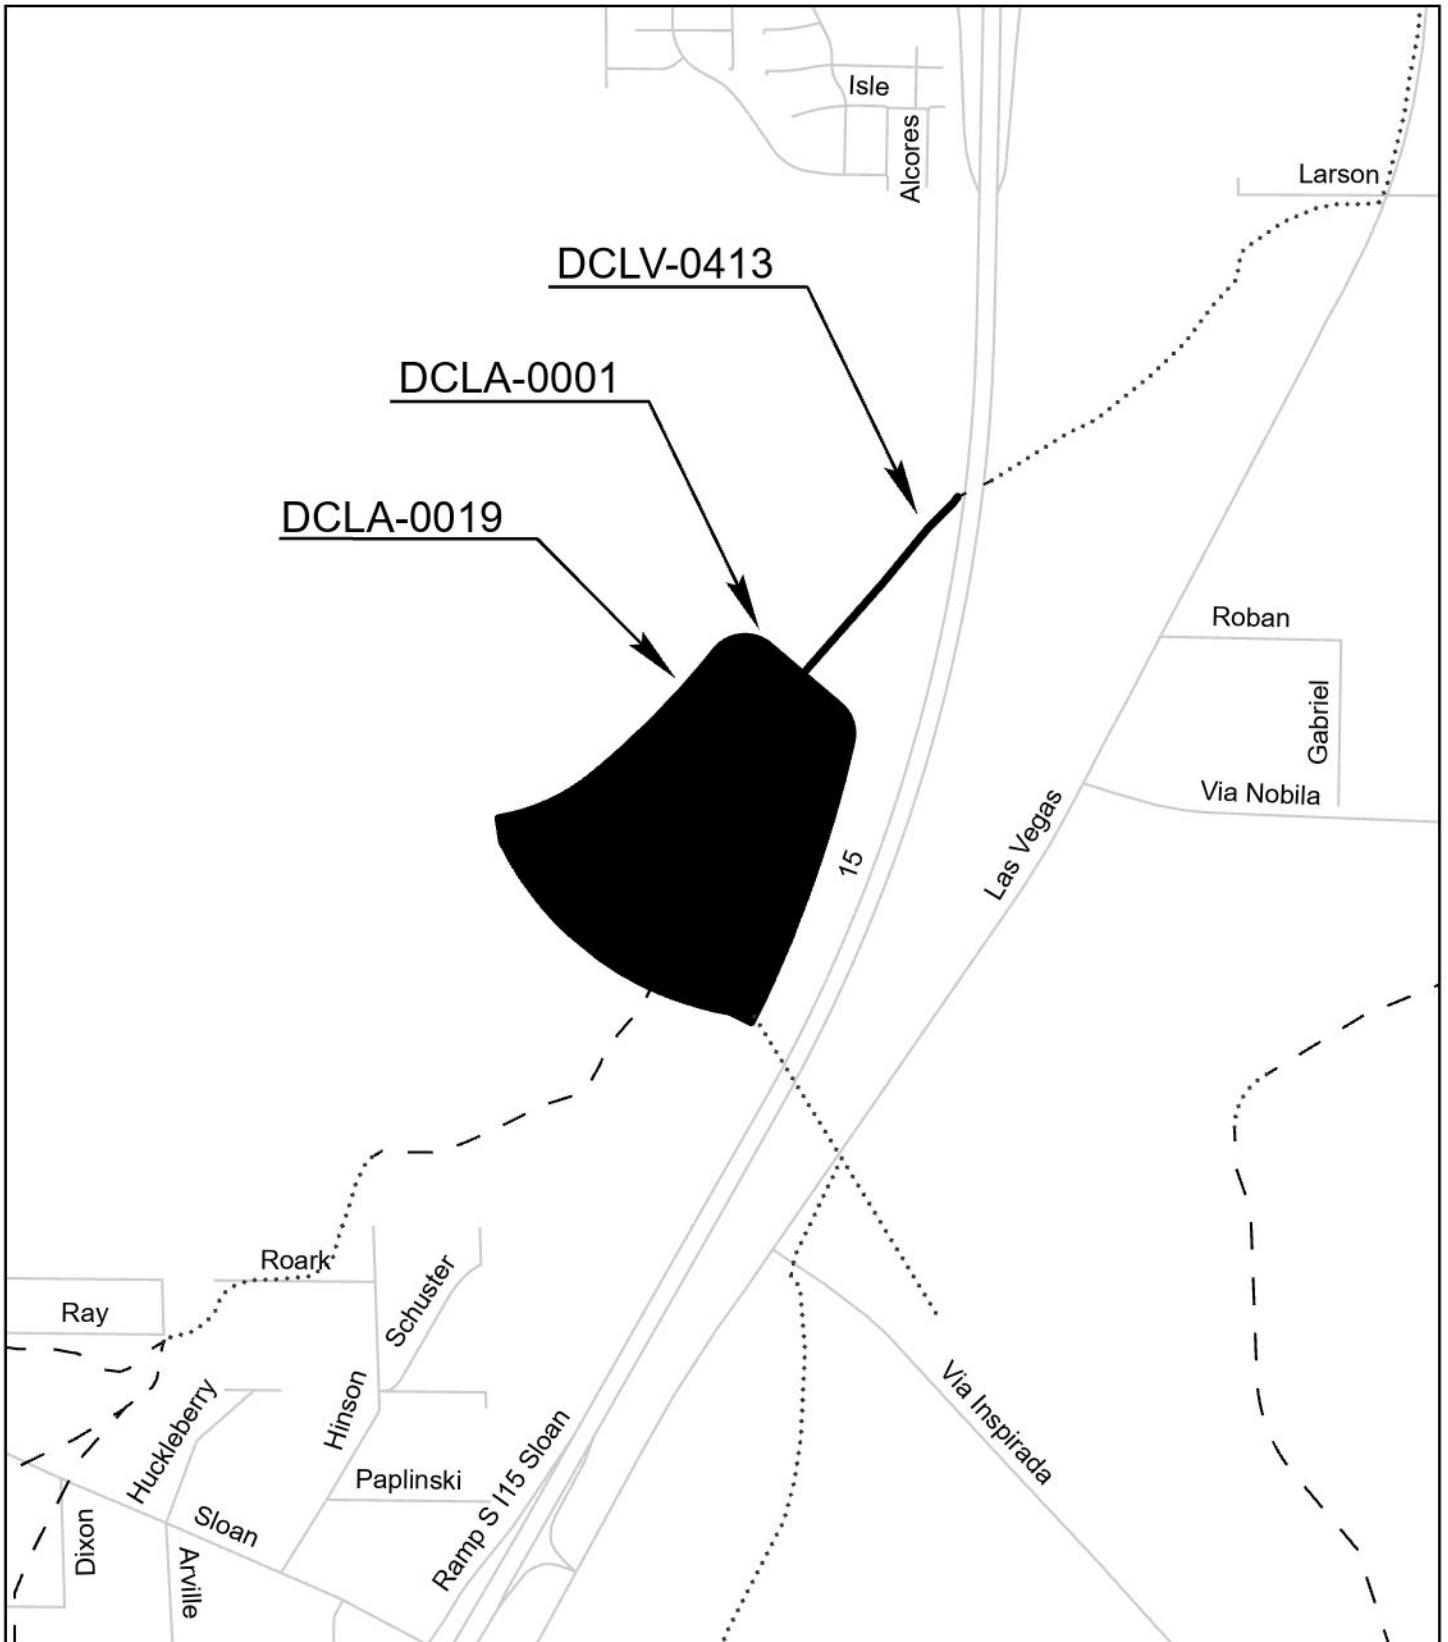 Isle
Alcores
Larson
DCLV-0413
DCLA-0001
DCLA-0019
Roban
Gabriel
Via Nobila
Las Vegas
15
Roark
Schuster
Ray
Via Inspirada
Huckleberry
Hinson
Paplinski
Ramp S I15 Sloan
Sloan
Dixon
Arville